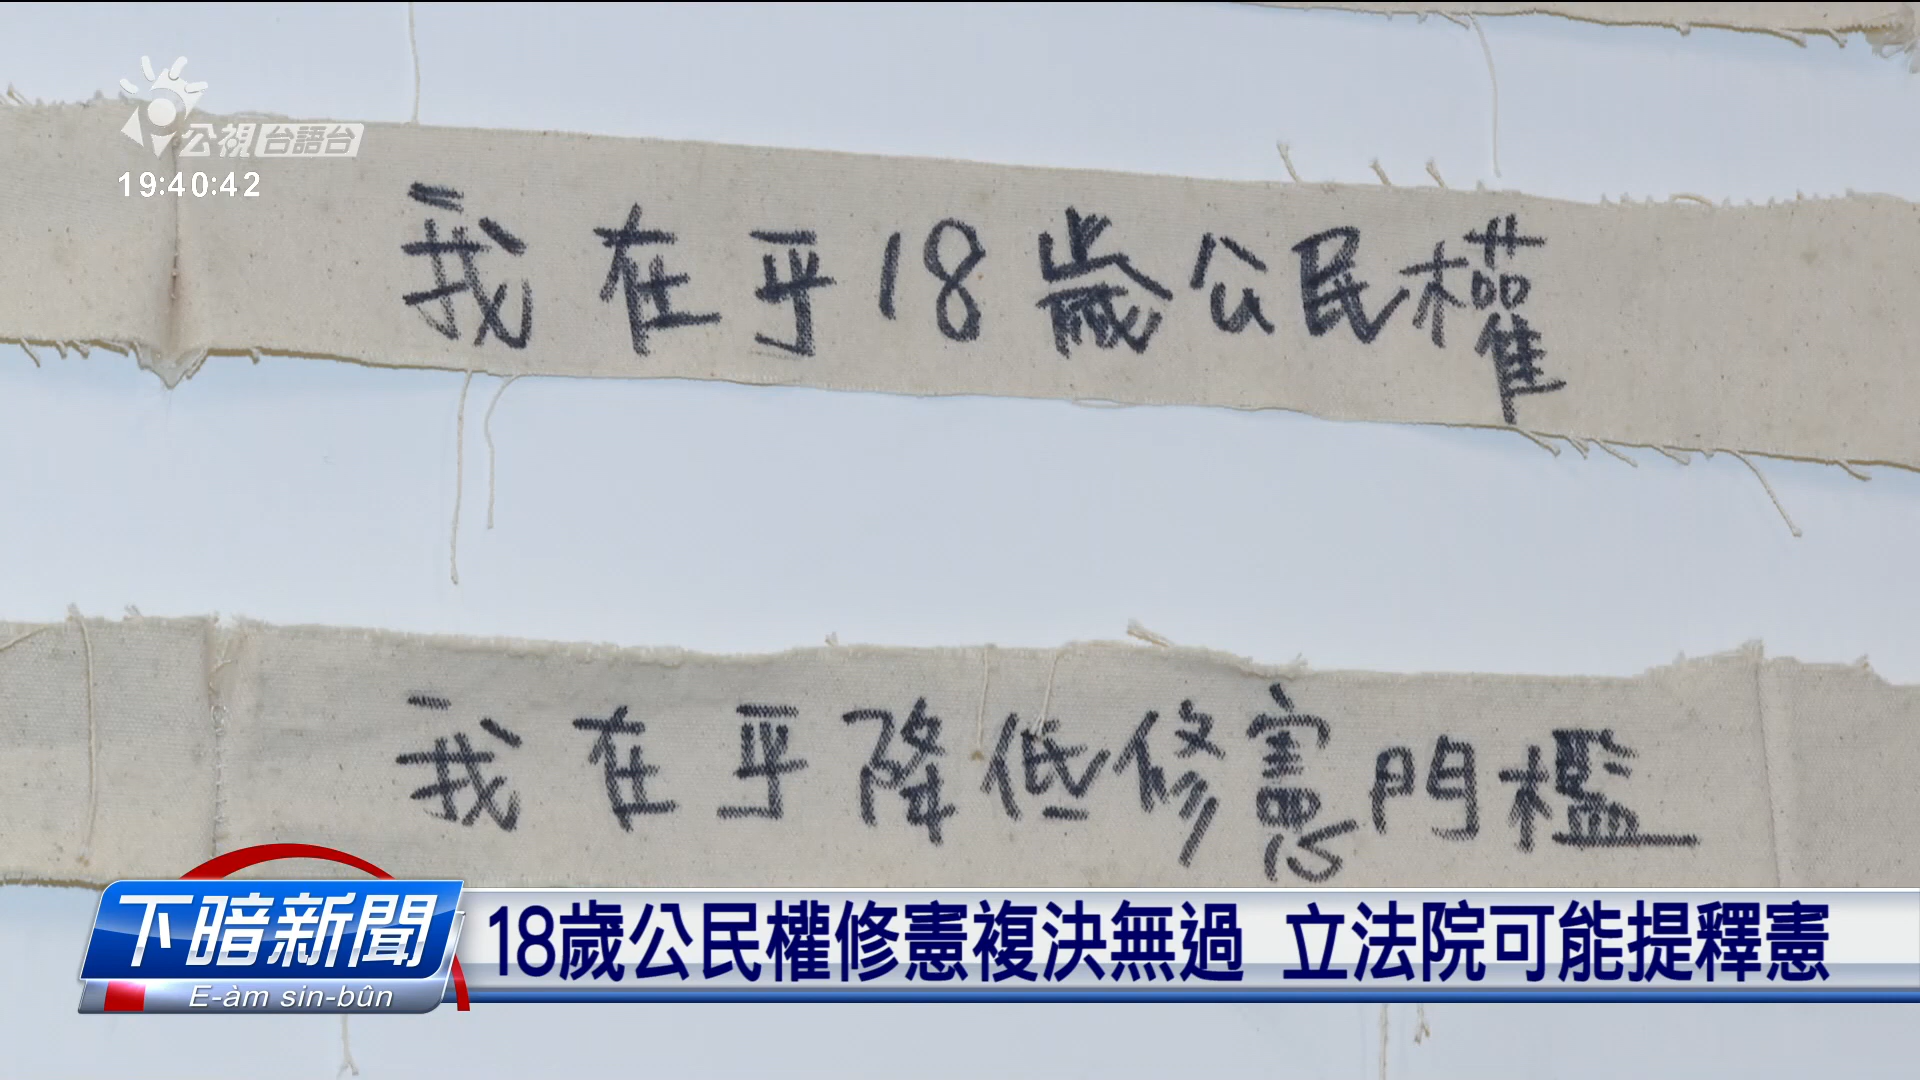 公視台語台
19:40:42
我在乎18歲公民權
我在乎降低修憲門檻
下暗新聞
E-àm sin-bûn
18歲公民權修憲複決無過 立法院可能提釋憲